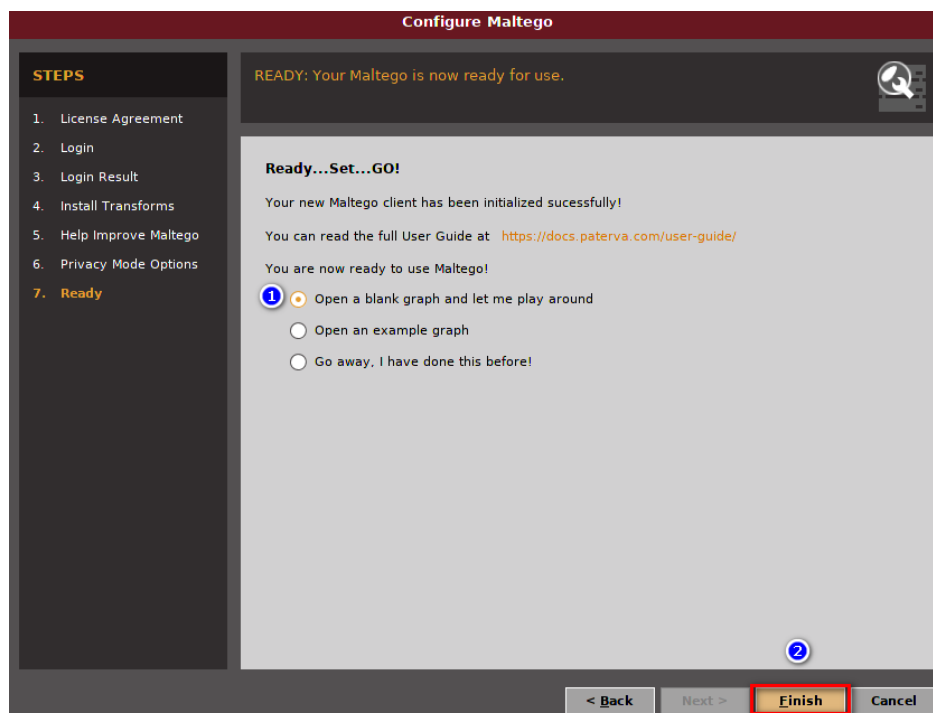 Configure Maltego
STEPS
1. License Agreement
2. Login
3. Login Result
4. Install Transforms
5. Help Improve Maltego
6. Privacy Mode Options
7. Ready
READY: Your Maltego is now ready for use.
Ready...Set...GO!
Your new Maltego client has been initialized sucessfully!
You can read the full User Guide at https://docs.paterva.com/user-guide/
You are now ready to use Maltego!
1 Open a blank graph and let me play around
Open an example graph
Go away, I have done this before!
2
< Back Next > Finish Cancel